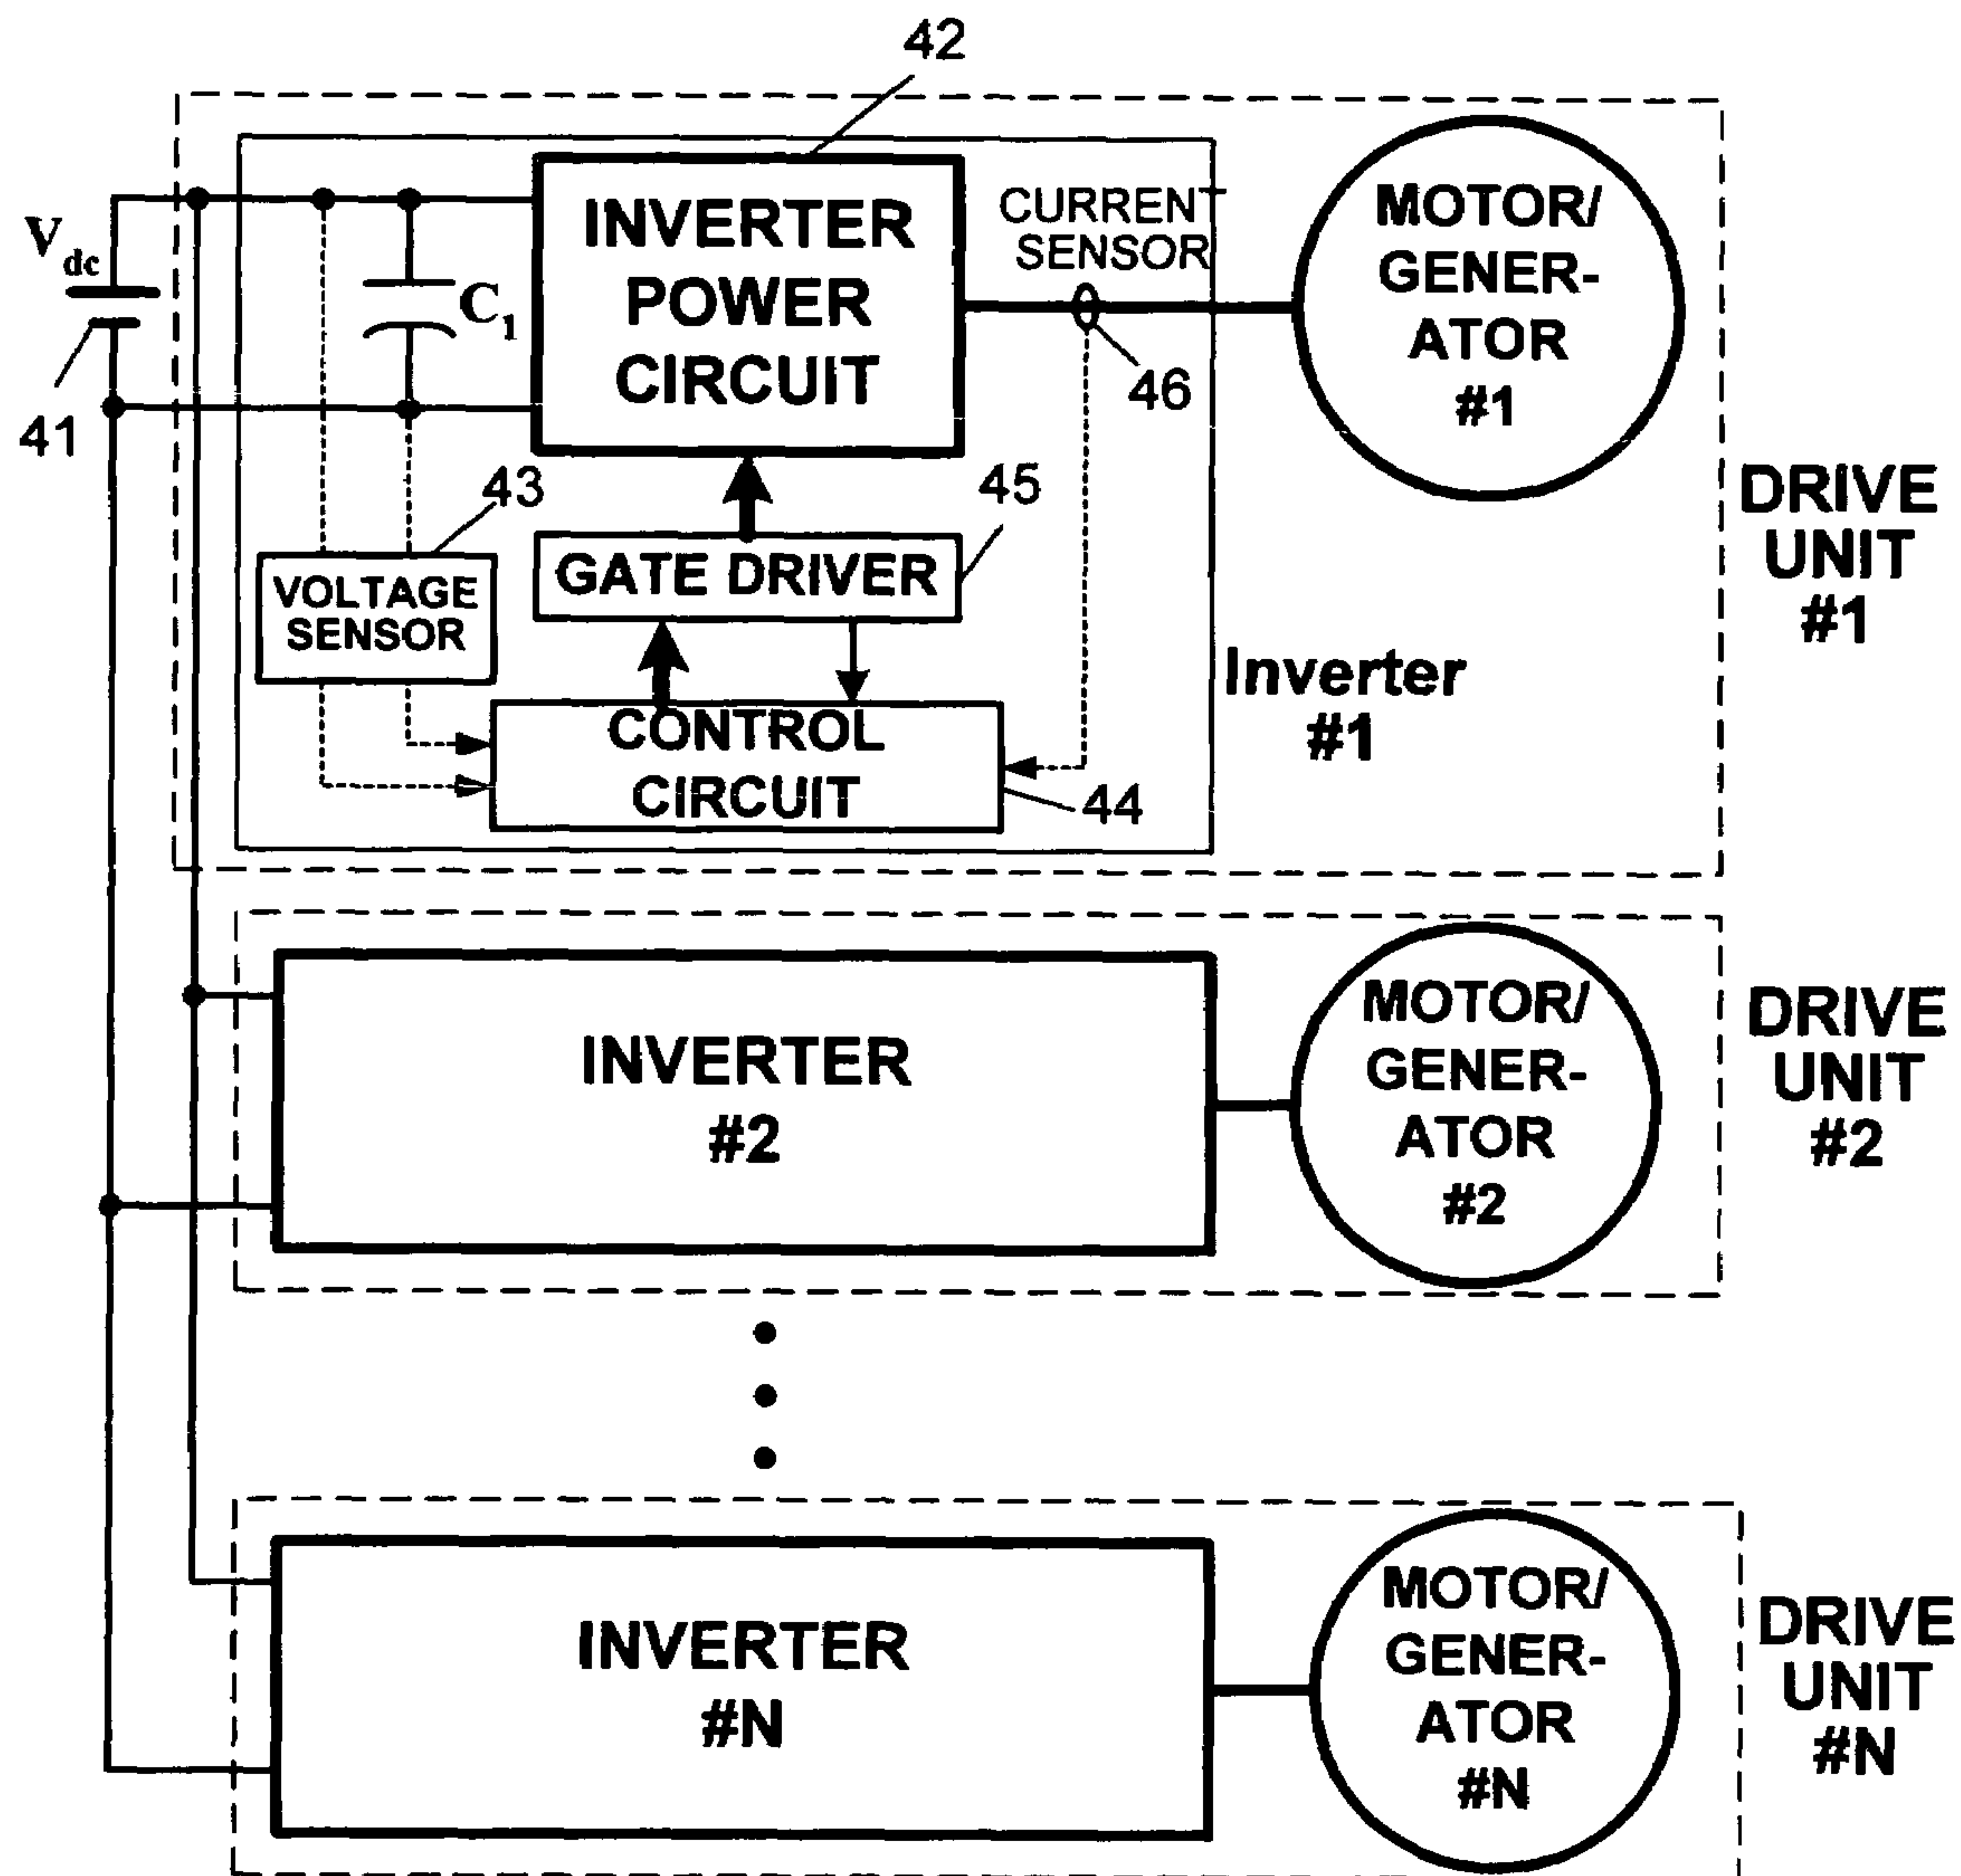 42
V dc
41
C1
INVERTER
POWER
CIRCUIT
CURRENT
SENSOR
46
MOTOR/
GENER-
ATOR
#1
DRIVE
UNIT
#1
43
45
VOLTAGE
SENSOR
GATE DRIVER
CONTROL
CIRCUIT
44
Inverter
#1
INVERTER
#2
MOTOR/
GENER-
ATOR
#2
DRIVE
UNIT
#2
INVERTER
#N
MOTOR/
GENER-
ATOR
#N
DRIVE
UNIT
#N